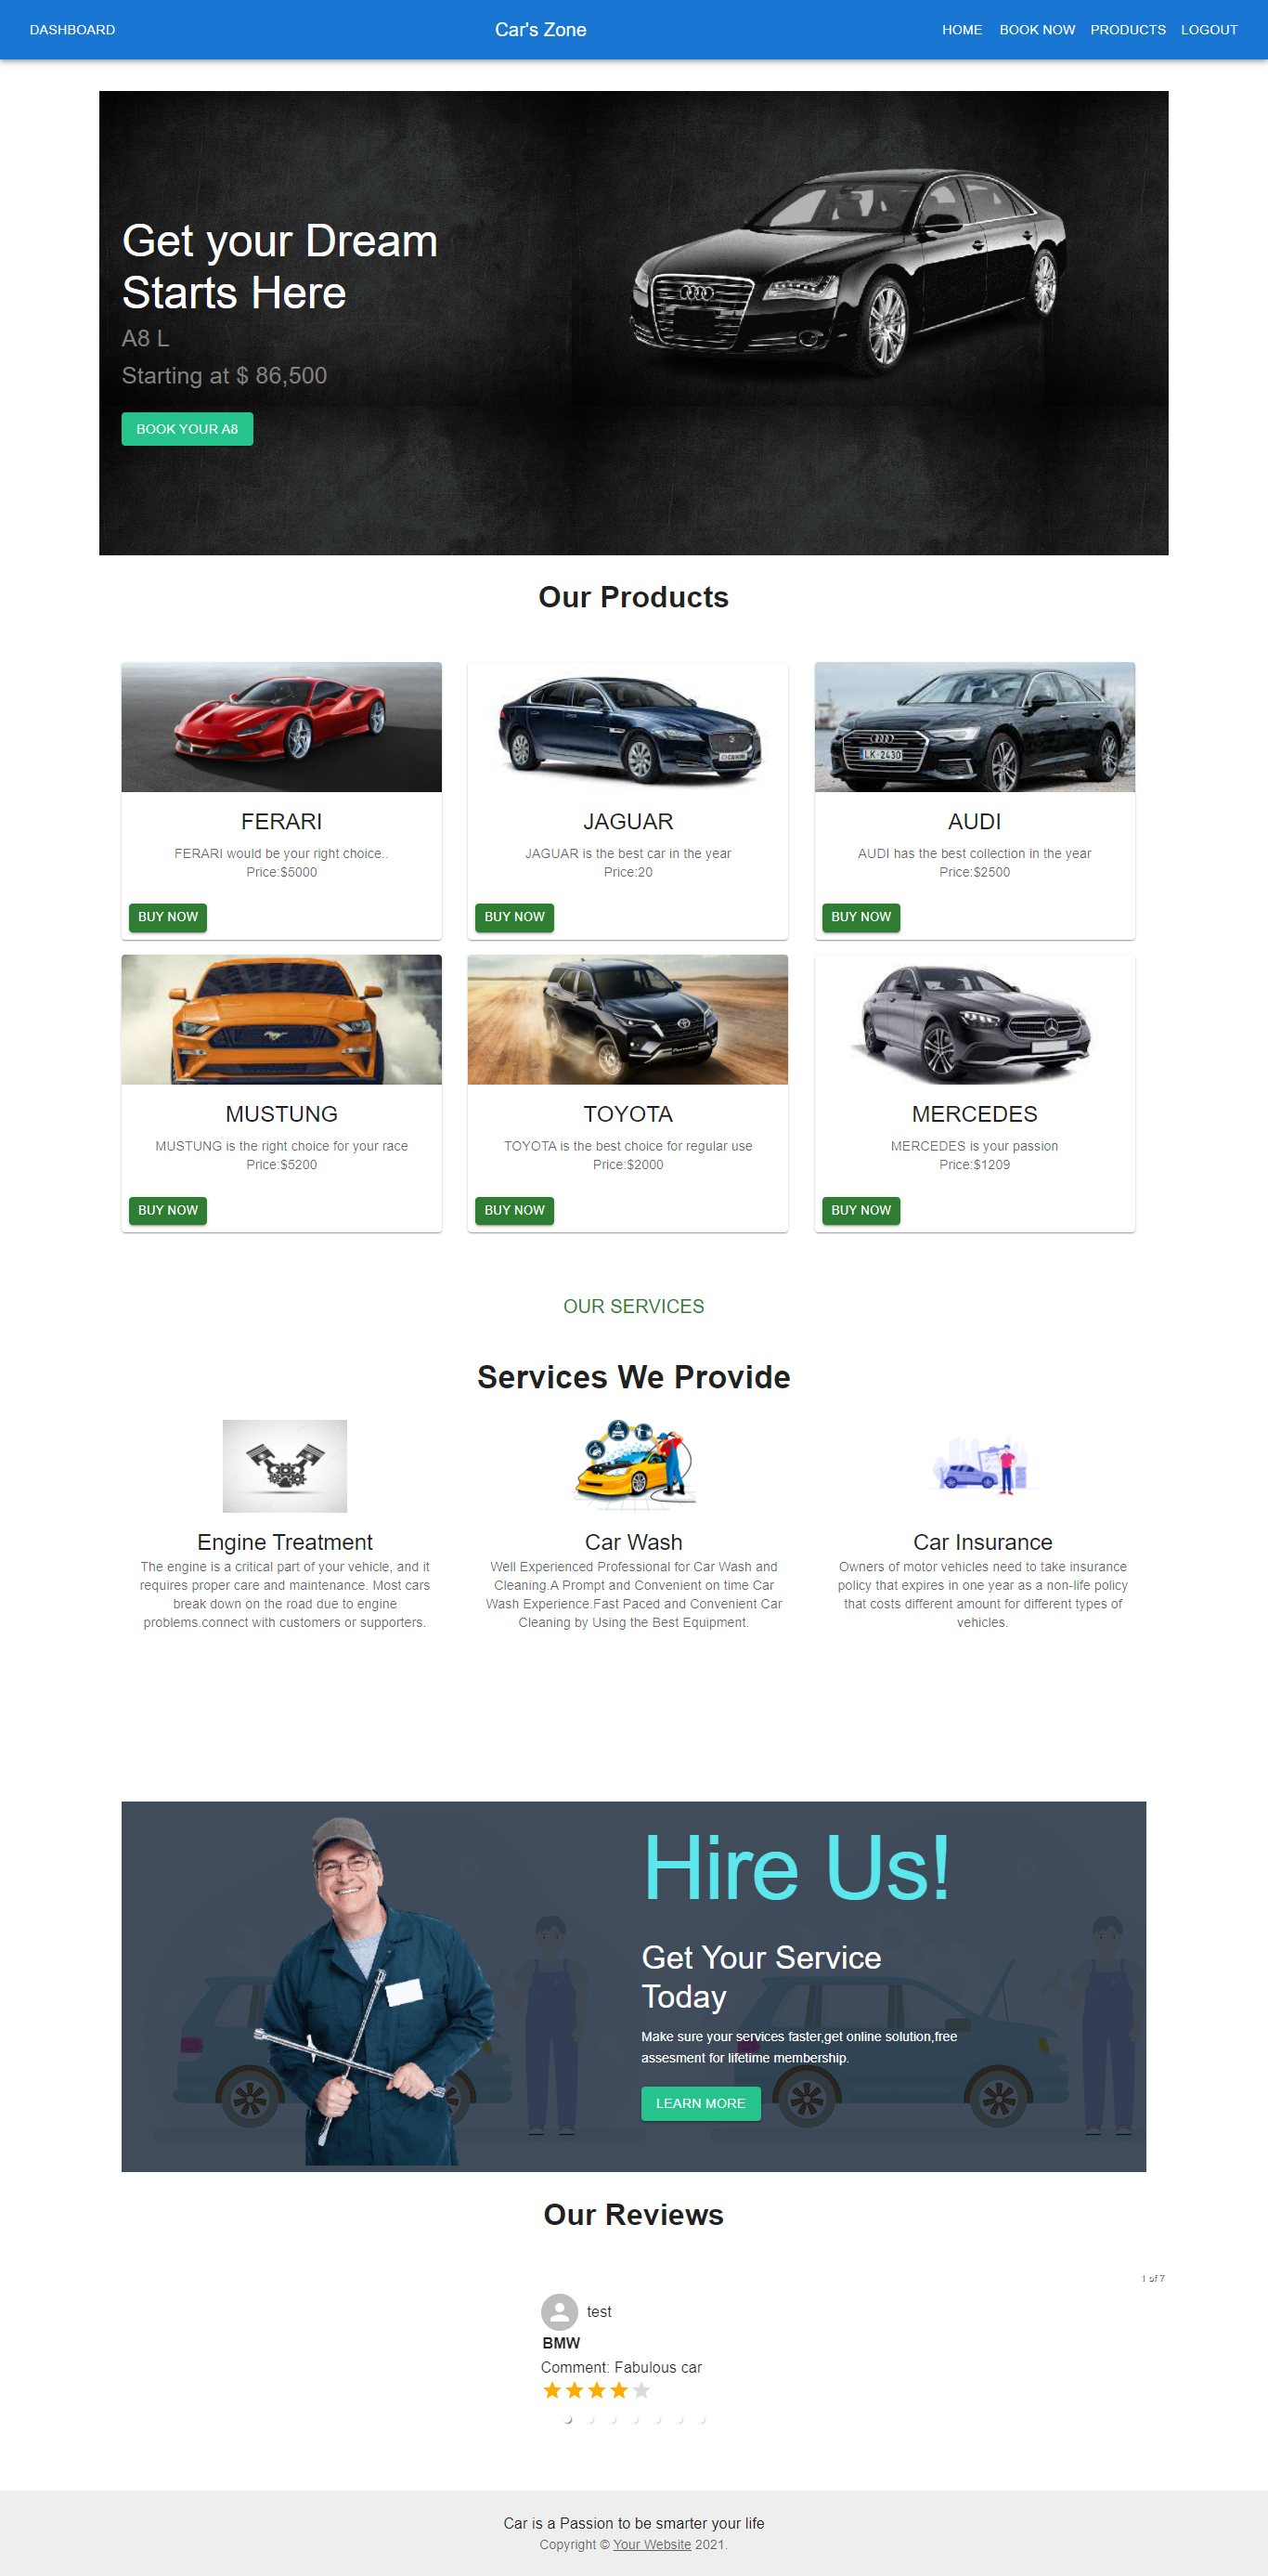 DASHBOARD
Car's Zone
HOME
BOOK NOW
PRODUCTS
LOGOUT
Get your Dream
Starts Here
A8 L
Starting at $ 86,500
BOOK YOUR A8
Our Products
LK-2430
FERARI
JAGUAR
AUDI
FERARI would be your right choice..
Price:$5000
JAGUAR is the best car in the year
Price:20
AUDI has the best collection in the year
Price:$2500
BUY NOW
BUY NOW
BUY NOW
MUSTUNG
TOYOTA
MERCEDES
MUSTUNG is the right choice for your race
Price:$5200
TOYOTA is the best choice for regular use
Price:$2000
MERCEDES is your passion
Price:$1209
BUY NOW
BUY NOW
BUY NOW
OUR SERVICES
Services We Provide
Engine Treatment
The engine is a critical part of your vehicle, and it
requires proper care and maintenance. Most cars
break down on the road due to engine
problems.connect with customers or supporters.
Car Wash
Well Experienced Professional for Car Wash and
Cleaning.A Prompt and Convenient on time Car
Wash Experience.Fast Paced and Convenient Car
Cleaning by Using the Best Equipment.
Car Insurance
Owners of motor vehicles need to take insurance
policy that expires in one year as a non-life policy
that costs different amount for different types of
vehicles.
Hire Us!
Get Your Service
Today
Make sure your services faster,get online solution,free
assesment for lifetime membership.
LEARN MORE
Our Reviews
1 of 7
test
BMW
Comment: Fabulous car
Car is a Passion to be smarter your life
Copyright © Your Website 2021.